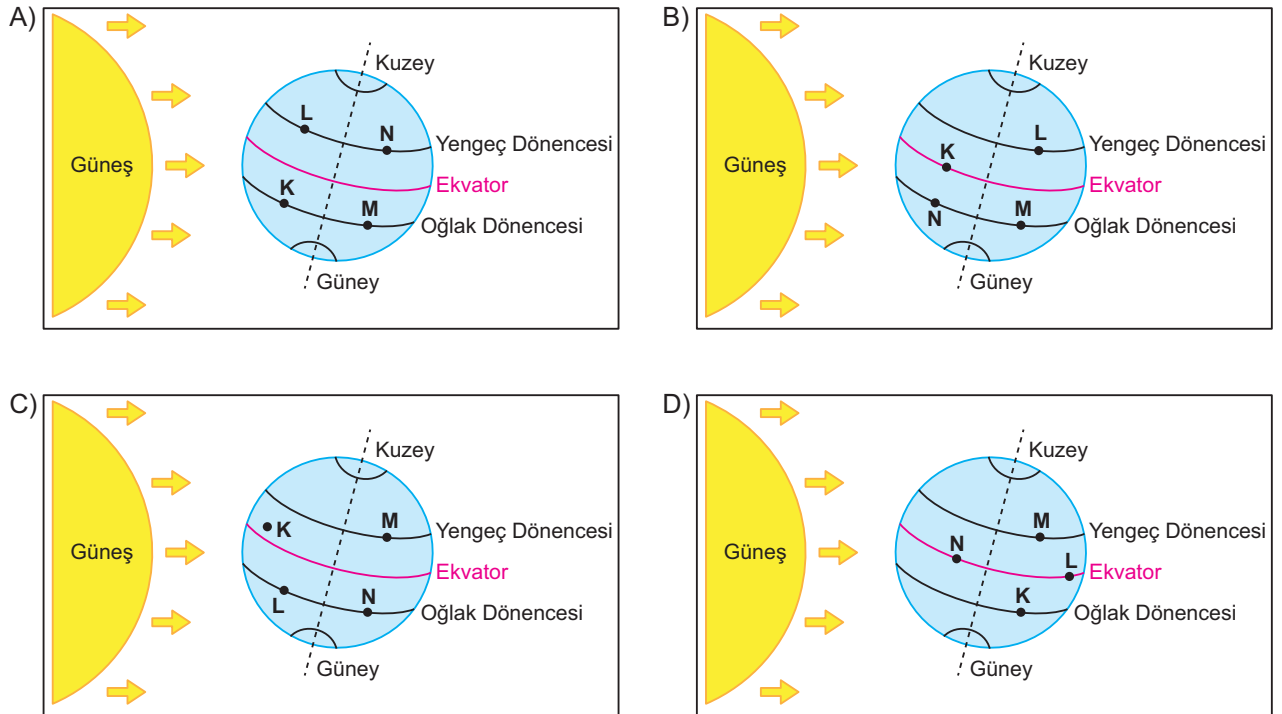 A)
Güneş
Kuzey
L
N
Yengeç Dönencesi
Ekvator
K
M
Oğlak Dönencesi
Güney
B)
Güneş
Kuzey
L
Yengeç Dönencesi
K
Ekvator
N
M
Oğlak Dönencesi
Güney
C)
Güneş
Kuzey
K
M
Yengeç Dönencesi
Ekvator
L
N
Oğlak Dönencesi
Güney
D)
Güneş
Kuzey
M
Yengeç Dönencesi
N
L
Ekvator
K
Oğlak Dönencesi
Güney